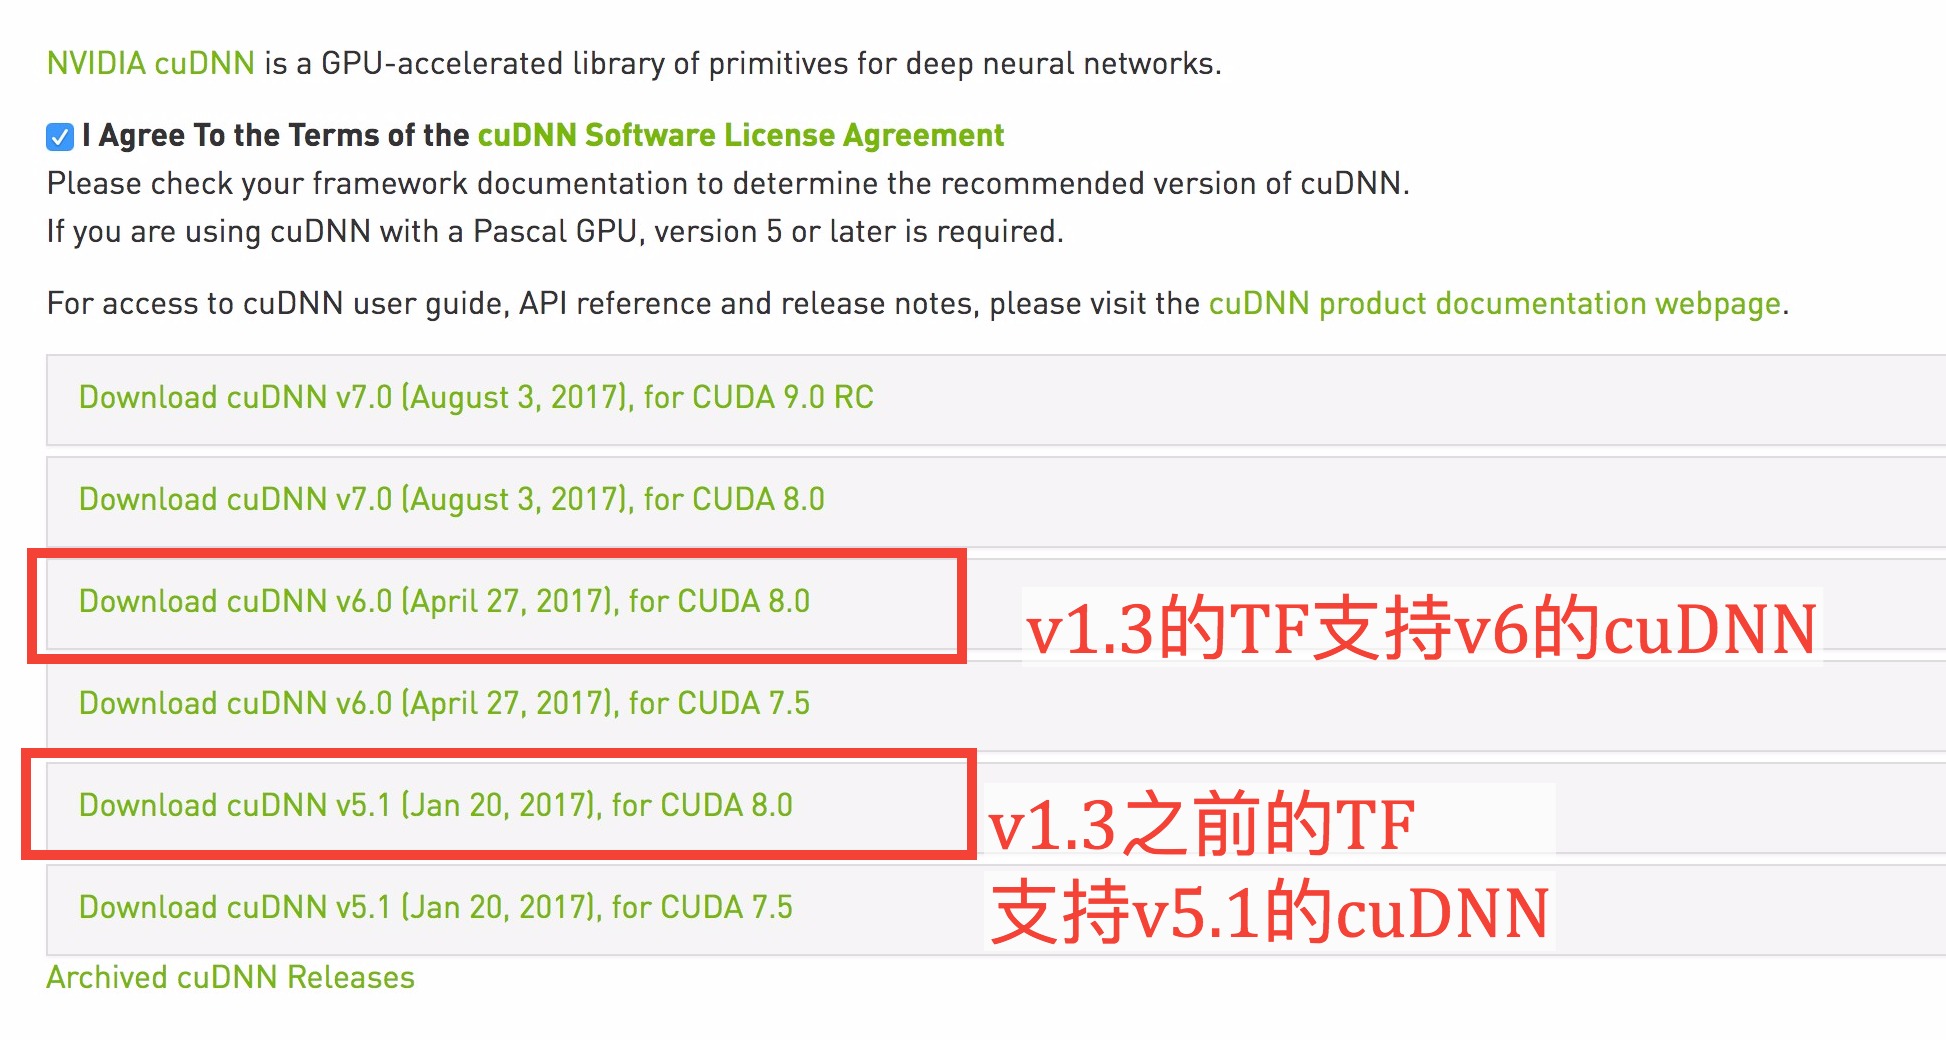 NVIDIA cuDNN is a GPU-accelerated library of primitives for deep neural networks.
I Agree To the Terms of the cuDNN Software License Agreement
Please check your framework documentation to determine the recommended version of cuDNN.
If you are using cuDNN with a Pascal GPU, version 5 or later is required.
For access to cuDNN user guide, API reference and release notes, please visit the cuDNN product documentation webpage.
Download cuDNN v7.0 (August 3, 2017), for CUDA 9.0 RC
Download cuDNN v7.0 (August 3, 2017), for CUDA 8.0
Download cuDNN v6.0 (April 27, 2017), for CUDA 8.0
v1.3的TF支持v6的cuDNN
Download cuDNN v6.0 (April 27, 2017), for CUDA 7.5
Download cuDNN v5.1 (Jan 20, 2017), for CUDA 8.0
v1.3之前的TF
支持v5.1的cuDNN
Download cuDNN v5.1 (Jan 20, 2017), for CUDA 7.5
Archived cuDNN Releases